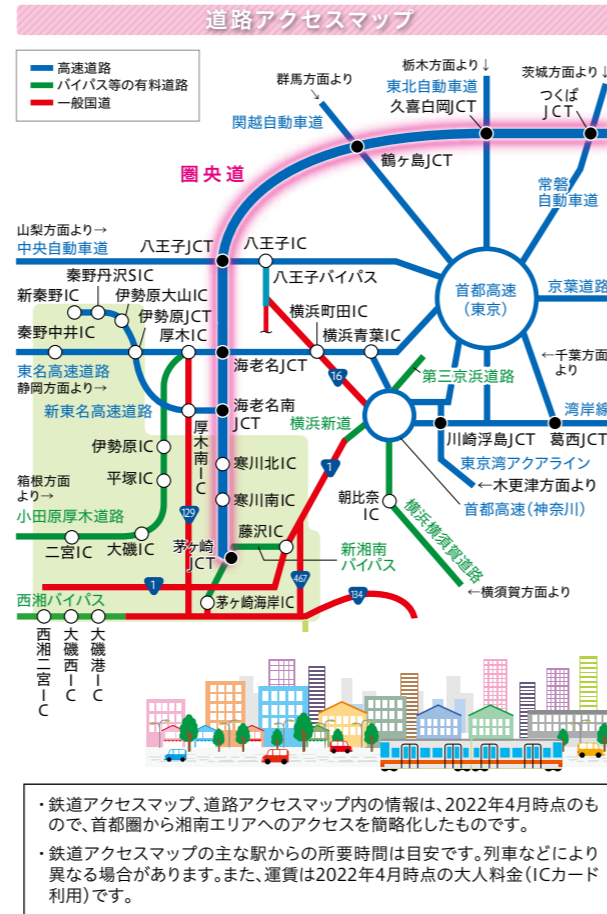 道路アクセスマップ
高速道路
バイパス等の有料道路
一般国道
群馬方面より
↓
栃木方面より↓
茨城方面より↓
関越自動車道
東北自動車道
久喜白岡JCT
つくば
JCT
圏央道
鶴ヶ島JCT
常磐
自動車道
山梨方面より→
中央自動車道
八王子JCT
八王子IC
八王子バイパス
秦野丹沢SIC
新秦野IC
伊勢原大山IC
伊勢原JCT
厚木IC
横浜町田IC
横浜青葉IC
首都高速
(東京)
京葉道路
秦野中井IC
海老名JCT
東名高速道路
静岡方面より→
16
第三京浜道路
←千葉方面
より
新東名高速道路
海老名南
JCT
横浜新道
湾岸線
川崎浮島JCT
葛西JCT
伊勢原IC
厚木南IC
寒川北IC
1
東京湾アクアライン
←木更津方面より
箱根方面
より→
平塚IC
寒川南IC
朝比奈
IC
首都高速(神奈川)
小田原厚木道路
129
藤沢IC
横浜横須賀道路
二宮IC
大磯IC
茅ヶ崎
JCT
新湘南
バイパス
1
467
134
←横須賀方面より
西湘バイパス
茅ヶ崎海岸IC
西湘二宮IC
大磯西IC
大磯港IC
・鉄道アクセスマップ、道路アクセスマップ内の情報は、2022年4月時点のも
ので、首都圏から湘南エリアへのアクセスを簡略化したものです。
・鉄道アクセスマップの主な駅からの所要時間は目安です。列車などにより
異なる場合があります。また、運賃は2022年4月時点の大人料金(ICカード
利用)です。